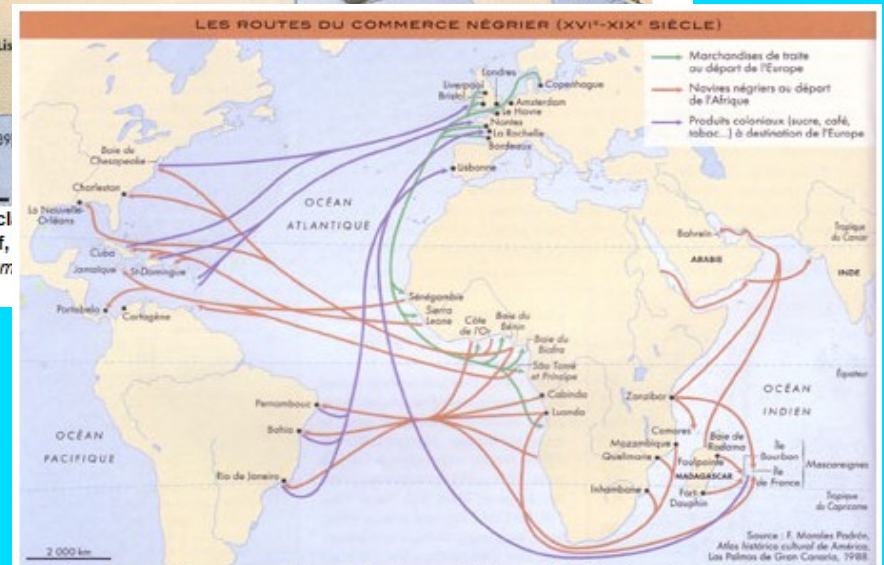 Lis
89
cl
f,
m
LES ROUTES DU COMMERCE NÉGRIER (XVIᵉ-XIXᵉ SIÈCLE)
Marchandises de traite
au départ de l'Europe
Navires négriers au départ
de l'Afrique
Produits coloniaux (sucre, café,
tabac...) à destination de l'Europe
Londres
Liverpool
Bristol
Copenhague
Amsterdam
Le Havre
Nantes
La Rochelle
Bordeaux
Lisbonne
Baie de
Chesapeake
Charleston
La Nouvelle-
Orléans
OCÉAN
ATLANTIQUE
Cuba
Jamaïque
St-Domingue
Portobelo
Cartagène
Bahreïn
ARABIE
Tropique
du Cancer
INDE
Sénégambie
Sierra
Leone
Côte
de l'Or
Baie du
Bénin
Baie du
Biafra
São Tomé
et Príncipe
Équateur
Cabinda
Luanda
Zanzibar
OCÉAN
INDIEN
Pernambouc
Bahia
Rio de Janeiro
OCÉAN
PACIFIQUE
Comores
Mozambique
Quelimane
Inhambane
Baie de
Radama
Foulpointe
MADAGASCAR
Fort-
Dauphin
Île
Bourbon
Île
de France
Mascareignes
Tropique
du Capricorne
2 000 km
Source : F. Morales Padrón,
Atlas histórico cultural de América,
Las Palmas de Gran Canaria, 1988.